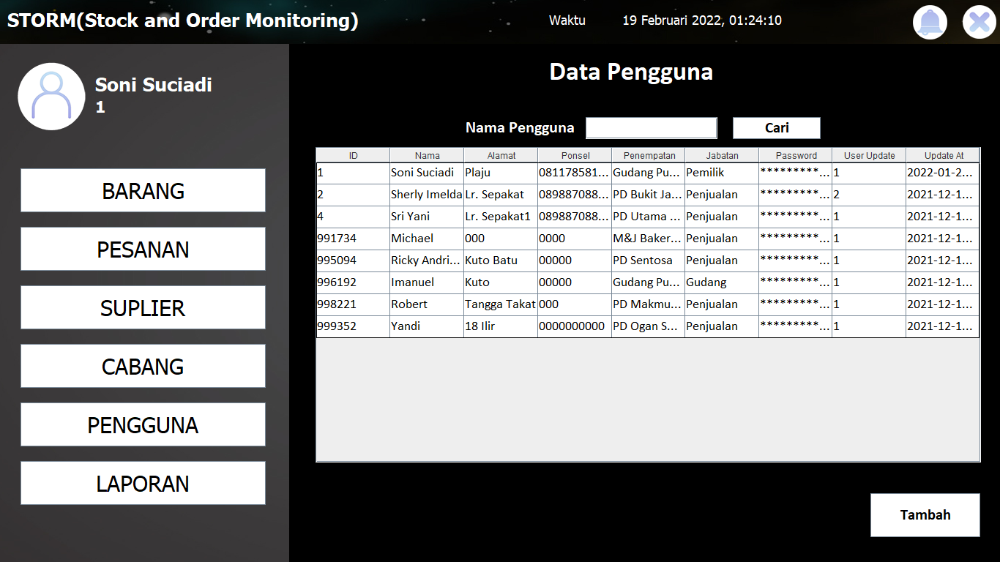 STORM(Stock and Order Monitoring) Waktu 19 Februari 2022, 01:24:10
Soni Suciadi
1
BARANG
PESANAN
SUPLIER
CABANG
PENGGUNA
LAPORAN
Data Pengguna
Nama Pengguna Cari
ID Nama Alamat Ponsel Penempatan Jabatan Password User Update Update At
1 Soni Suciadi Plaju 081178581... Gudang Pu... Pemilik *********... 1 2022-01-2...
2 Sherly Imelda Lr. Sepakat 089887088... PD Bukit Ja... Penjualan *********... 2 2021-12-1...
4 Sri Yani Lr. Sepakat1 089887088... PD Utama ... Penjualan *********... 1 2021-12-1...
991734 Michael 000 0000 M&J Baker... Penjualan *********... 1 2021-12-1...
995094 Ricky Andri... Kuto Batu 00000 PD Sentosa Penjualan *********... 1 2021-12-1...
996192 Imanuel Kuto 00000 Gudang Pu... Gudang *********... 1 2021-12-1...
998221 Robert Tangga Takat 000 PD Makmu... Penjualan *********... 1 2021-12-1...
999352 Yandi 18 Ilir 0000000000 PD Ogan S... Penjualan *********... 1 2021-12-1...
Tambah